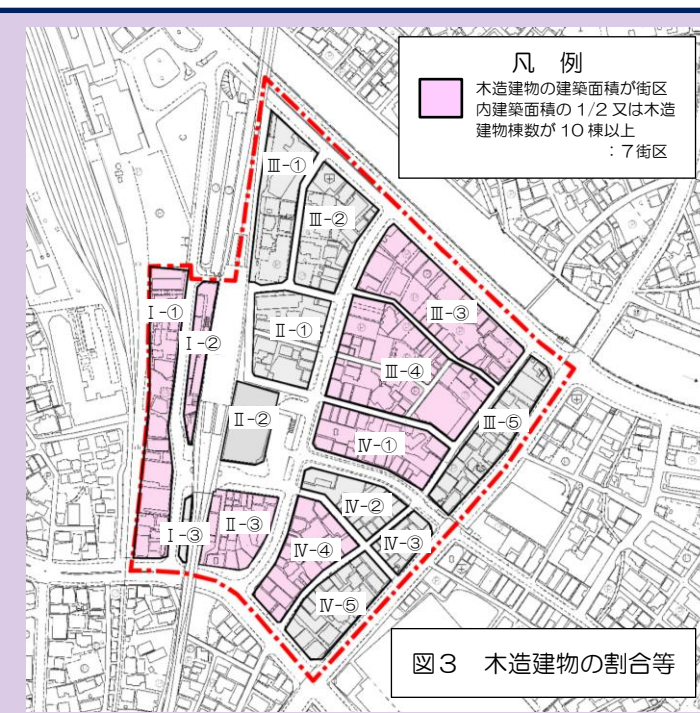 凡 例
木造建物の建築面積が街区
内建築面積の1/2又は木造
建物棟数が10棟以上
：7街区
Ⅲ-①
Ⅲ-②
Ⅰ-①
Ⅰ-②
Ⅱ-①
Ⅲ-③
Ⅲ-④
Ⅱ-②
Ⅲ-⑤
Ⅳ-①
Ⅰ-③
Ⅱ-③
Ⅳ-②
Ⅳ-③
Ⅳ-④
Ⅳ-⑤
図3 木造建物の割合等